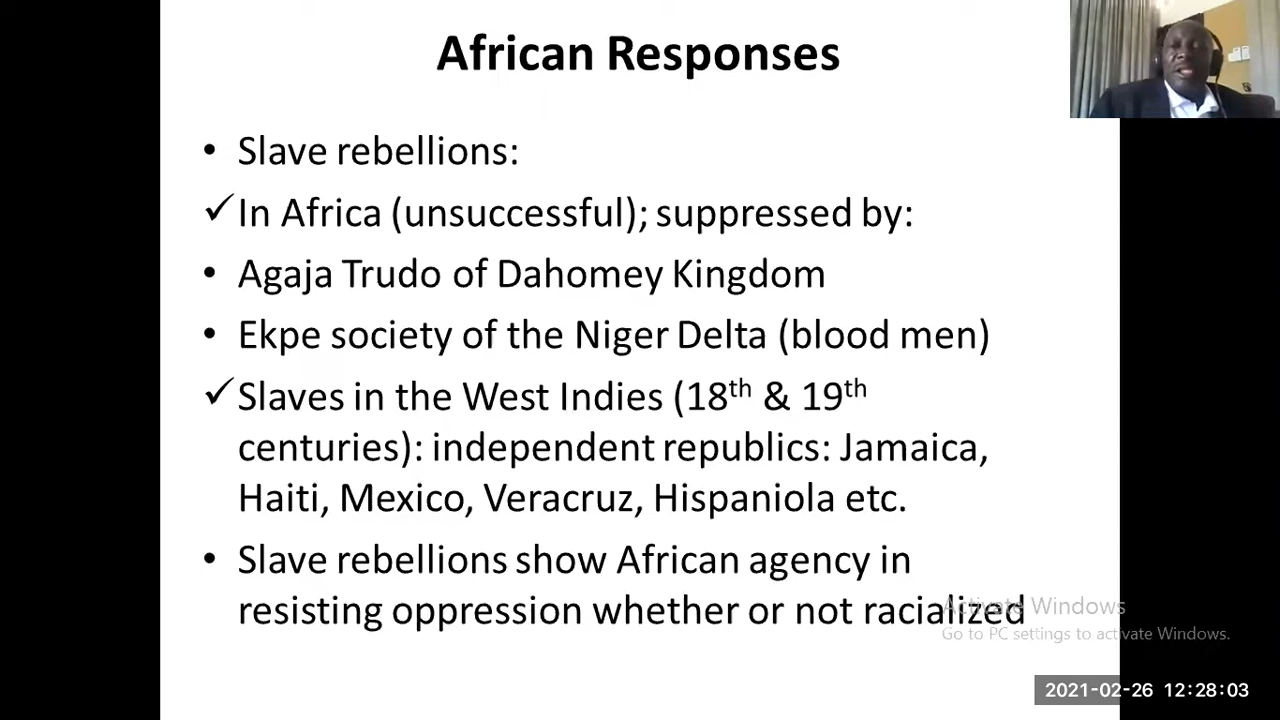 African Responses
• Slave rebellions:
✓ In Africa (unsuccessful); suppressed by:
• Agaja Trudo of Dahomey Kingdom
• Ekpe society of the Niger Delta (blood men)
✓ Slaves in the West Indies (18th & 19th
centuries): independent republics: Jamaica,
Haiti, Mexico, Veracruz, Hispaniola etc.
• Slave rebellions show African agency in
resisting oppression whether or not racialized
Activate Windows
Go to PC settings to activate Windows.
2021-02-26 12:28:03